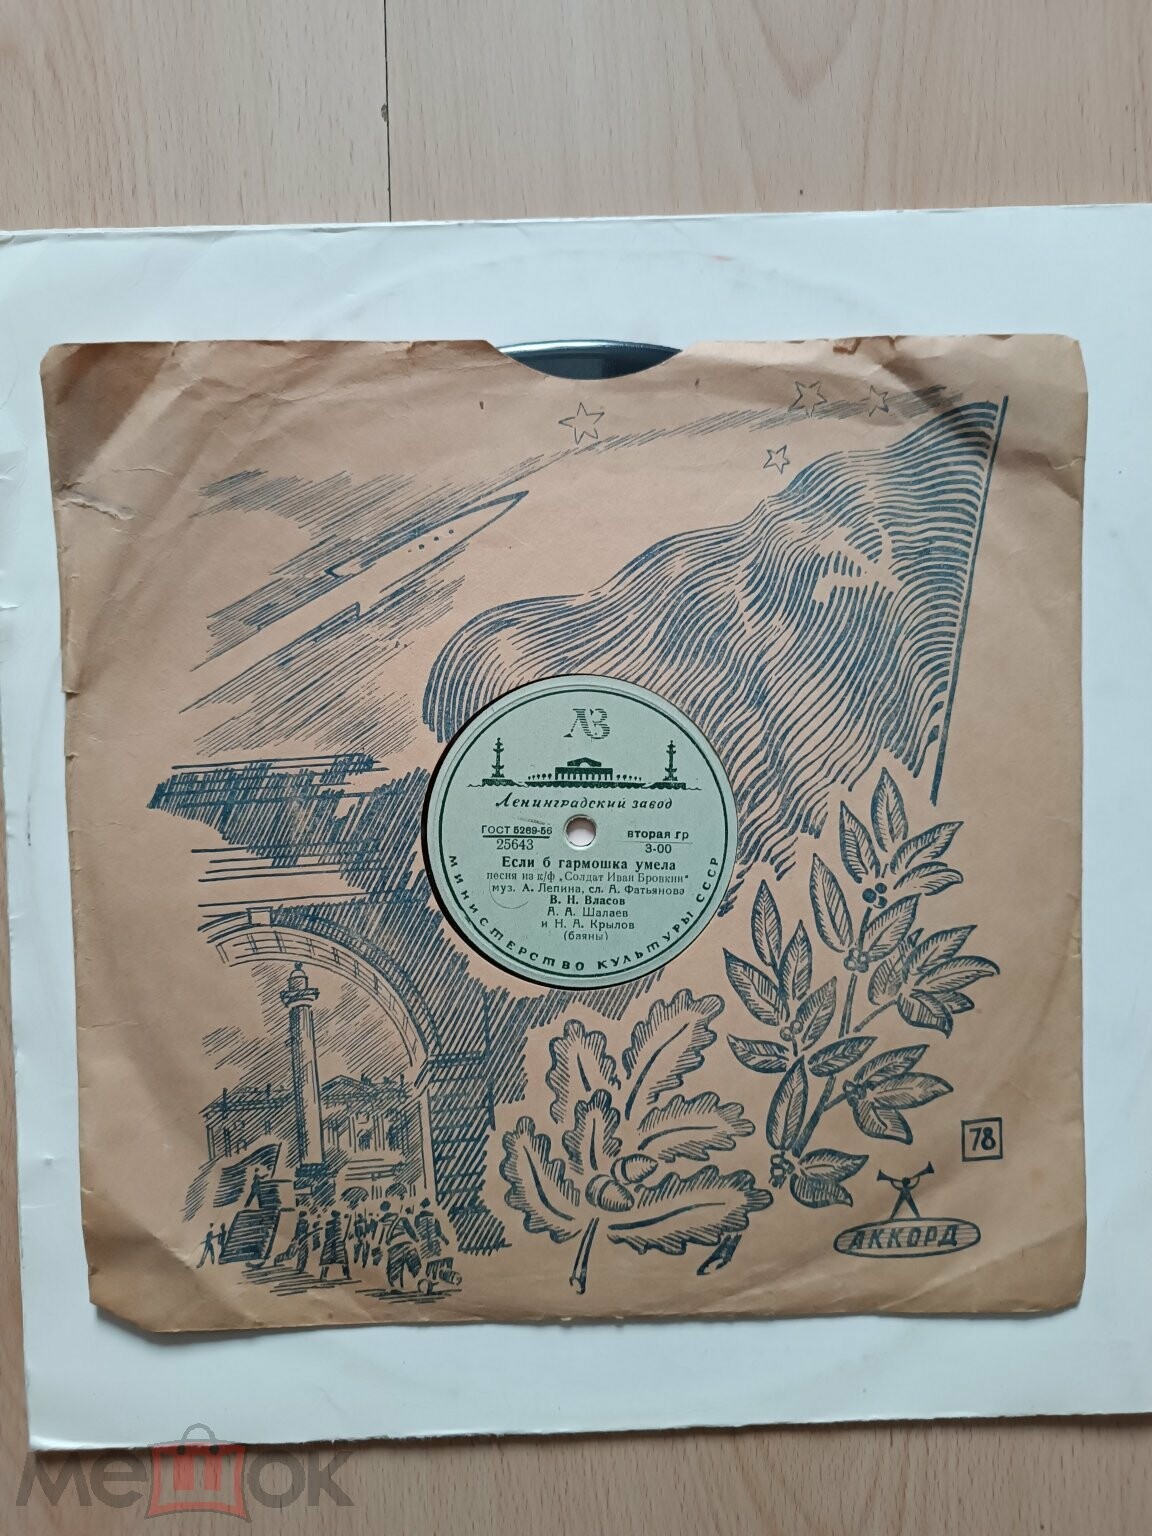 ЛЗ
Ленинградский завод
ГОСТ 5289-56
вторая гр
25643
3-00
Если б гармошка умела
песня из к/ф „Солдат Иван Бровкин"
муз. А. Лепина, сл. А. Фатьянова
В. Н. Власов
А. А. Шалаев
и Н. А. Крылов
(баяны)
МИНИСТЕРСТВО КУЛЬТУРЫ СССР
78
АККОРД
мешок